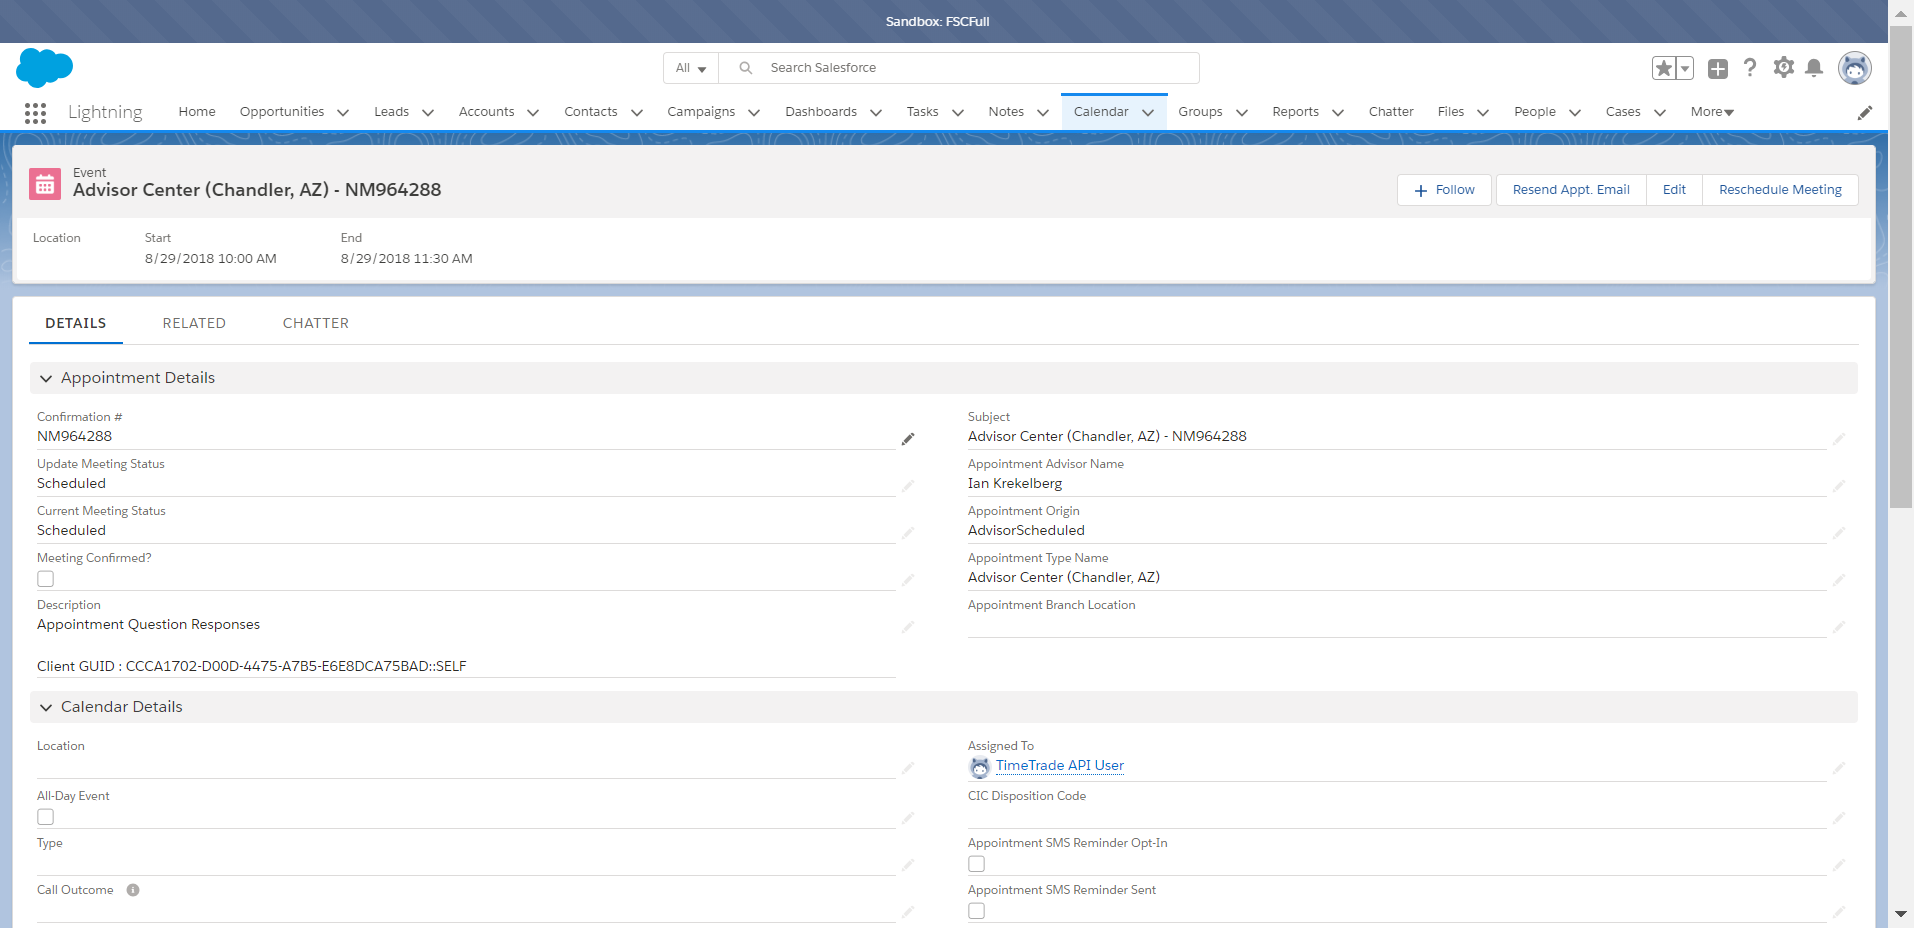 Sandbox: FSCFull
All
Search Salesforce
Lightning
Home
Opportunities
Leads
Accounts
Contacts
Campaigns
Dashboards
Tasks
Notes
Calendar
Groups
Reports
Chatter
Files
People
Cases
More
Event
Advisor Center (Chandler, AZ) - NM964288
Follow
Resend Appt. Email
Edit
Reschedule Meeting
Location
Start
End
8/29/2018 10:00 AM
8/29/2018 11:30 AM
DETAILS
RELATED
CHATTER
Appointment Details
Confirmation #
NM964288
Subject
Advisor Center (Chandler, AZ) - NM964288
Update Meeting Status
Scheduled
Appointment Advisor Name
Ian Krekelberg
Current Meeting Status
Scheduled
Appointment Origin
AdvisorScheduled
Meeting Confirmed?
Appointment Type Name
Advisor Center (Chandler, AZ)
Description
Appointment Question Responses
Client GUID : CCCA1702-D00D-4475-A7B5-E6E8DCA75BAD::SELF
Appointment Branch Location
Calendar Details
Location
Assigned To
TimeTrade API User
All-Day Event
CIC Disposition Code
Type
Appointment SMS Reminder Opt-In
Call Outcome
Appointment SMS Reminder Sent